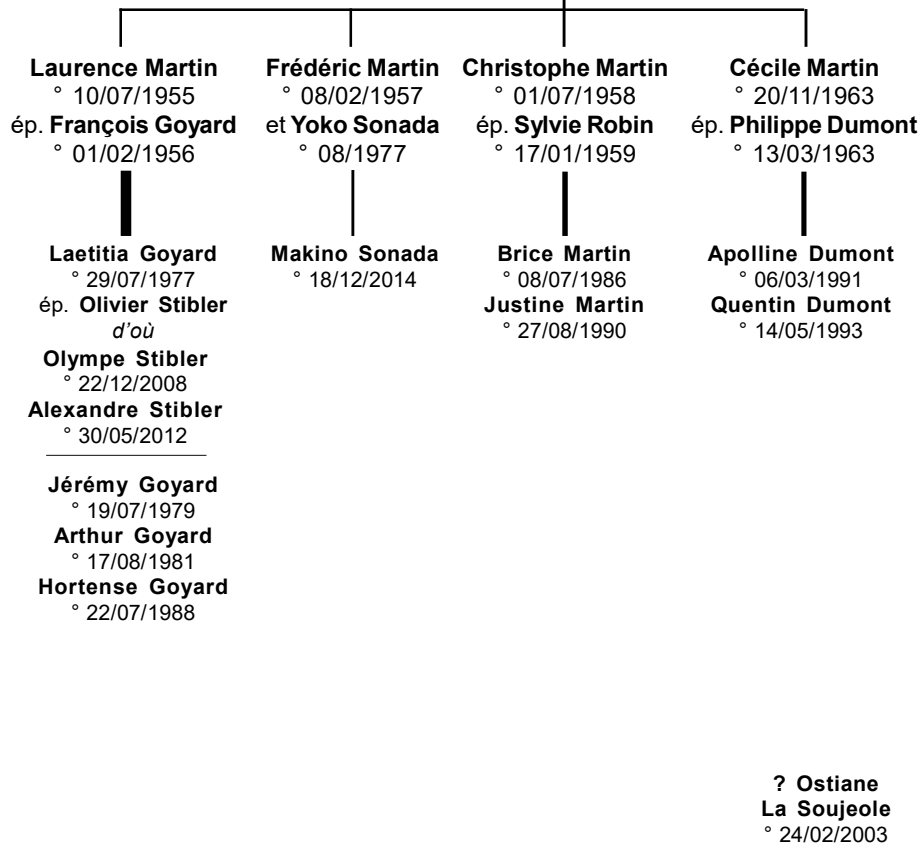 Laurence Martin
° 10/07/1955
ép. François Goyard
° 01/02/1956
Laetitia Goyard
° 29/07/1977
ép. Olivier Stibler
d'où
Olympe Stibler
° 22/12/2008
Alexandre Stibler
° 30/05/2012
Jérémy Goyard
° 19/07/1979
Arthur Goyard
° 17/08/1981
Hortense Goyard
° 22/07/1988
Frédéric Martin
° 08/02/1957
et Yoko Sonada
° 08/1977
Makino Sonada
° 18/12/2014
Christophe Martin
° 01/07/1958
ép. Sylvie Robin
° 17/01/1959
Brice Martin
° 08/07/1986
Justine Martin
° 27/08/1990
Cécile Martin
° 20/11/1963
ép. Philippe Dumont
° 13/03/1963
Apolline Dumont
° 06/03/1991
Quentin Dumont
° 14/05/1993
? Ostiane
La Soujeole
° 24/02/2003